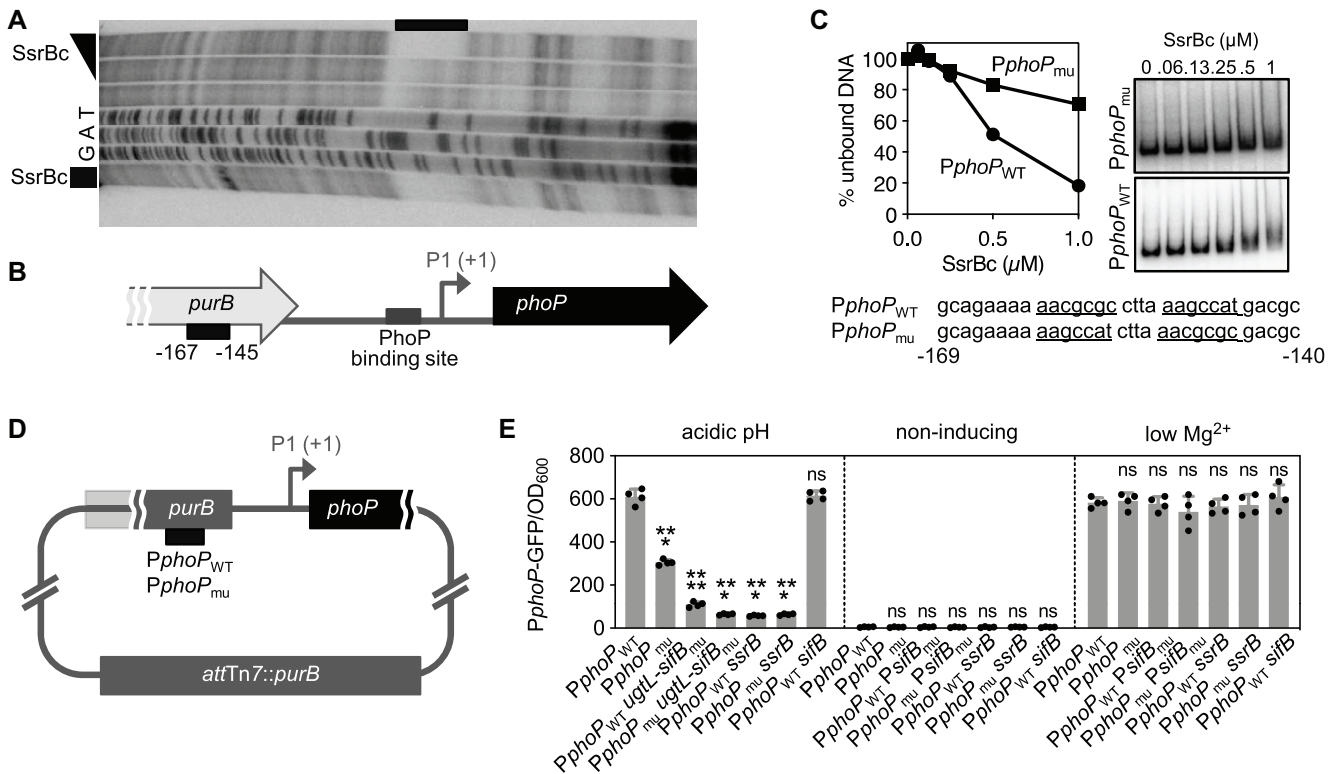 A
SsrBc
G A T
SsrBc
B
purB
-167
-145
P1 (+1)
PhoP
binding site
phoP
C
% unbound DNA
100
80
60
40
20
0
0.0
0.5
1.0
SsrBc (µM)
PphoPmu
PphoPWT
SsrBc (µM)
0 .06.13.25 .5 1
PphoPmu
PphoPWT
PphoPWT gcagaaaa aacgcgc ctta aagccat gacgc
PphoPmu gcagaaaa aagccat ctta aacgcgc gacgc
-169
-140
D
P1 (+1)
purB
phoP
PphoPWT
PphoPmu
attTn7::purB
E
acidic pH
non-inducing
low Mg2+
PphoP-GFP/OD600
800
600
400
200
0
*** 
****
***
***
***
ns
ns ns ns ns ns ns
ns ns ns ns ns ns
PphoPWT
PphoPmu
PphoPWT ugtL-sifBmu
PphoPmu ugtL-sifBmu
PphoPWT ssrB
PphoPmu ssrB
PphoPWT sifB
PphoPWT
PphoPmu
PphoPWT PsifBmu
PphoPmu PsifBmu
PphoPWT ssrB
PphoPmu ssrB
PphoPWT sifB
PphoPWT
PphoPmu
PphoPWT PsifBmu
PphoPmu PsifBmu
PphoPWT ssrB
PphoPmu ssrB
PphoPWT sifB